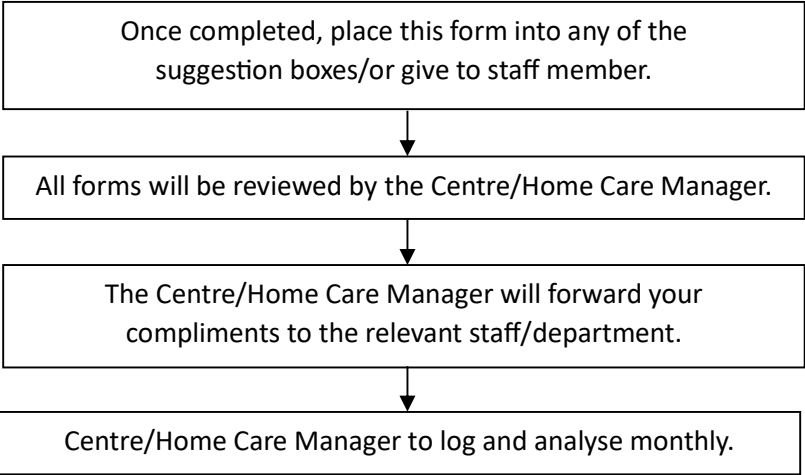 Once completed, place this form into any of the
suggestion boxes/or give to staff member.
All forms will be reviewed by the Centre/Home Care Manager.
The Centre/Home Care Manager will forward your
compliments to the relevant staff/department.
Centre/Home Care Manager to log and analyse monthly.